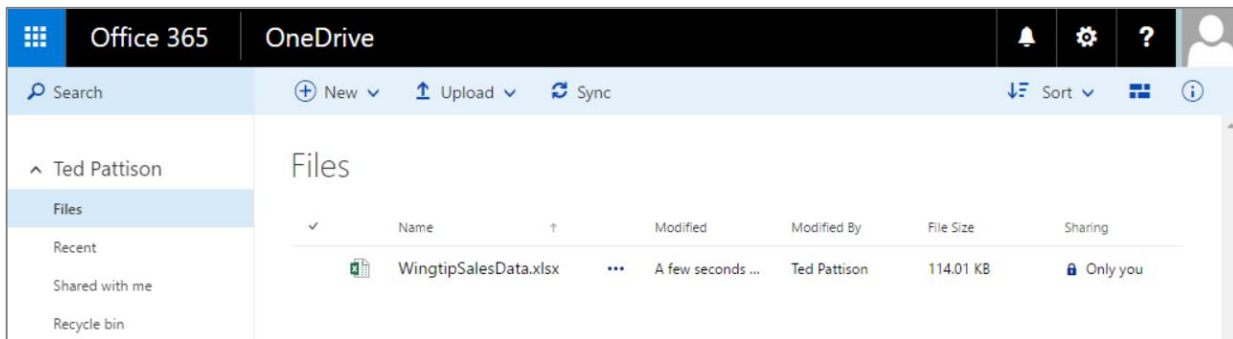 Office 365 OneDrive ?
Search New Upload Sync Sort
Ted Pattison
Files
Recent
Shared with me
Recycle bin
Files
Name Modified Modified By File Size Sharing
WingtipSalesData.xlsx ... A few seconds ... Ted Pattison 114.01 KB Only you